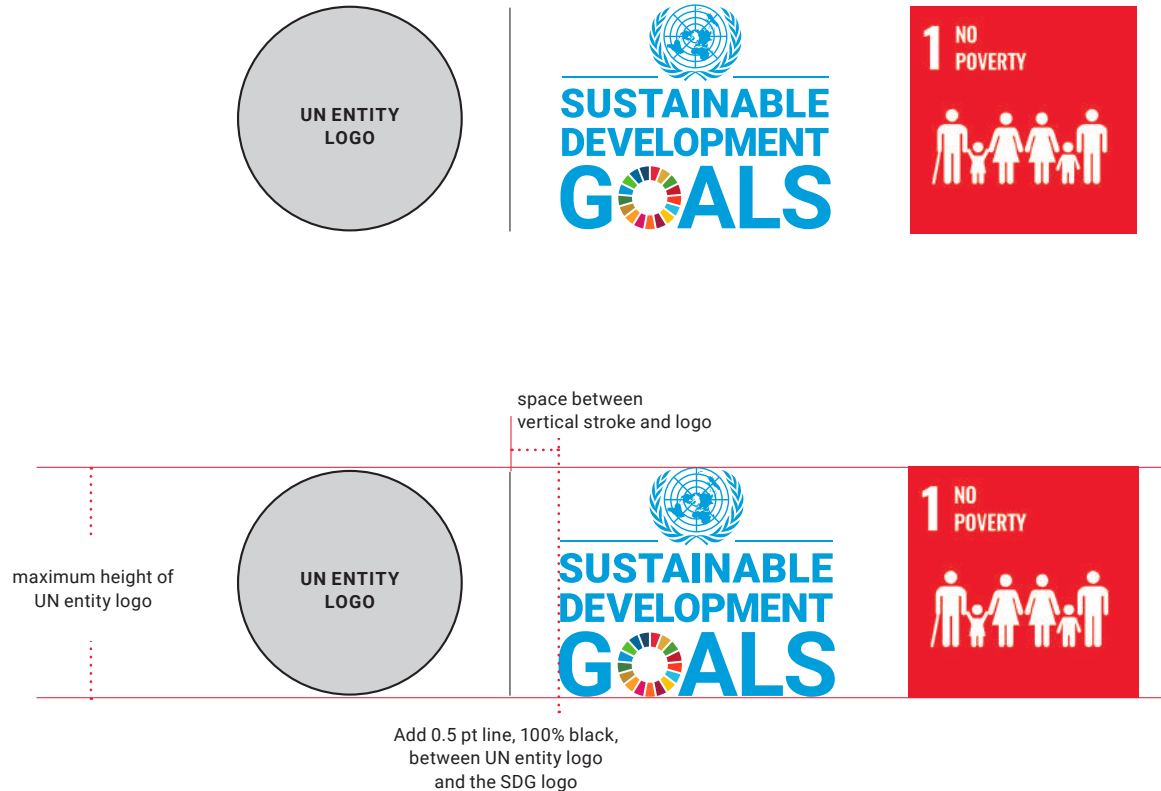 UN ENTITY
LOGO
SUSTAINABLE
DEVELOPMENT
GOALS
1 NO
POVERTY
space between
vertical stroke and logo
maximum height of
UN entity logo
UN ENTITY
LOGO
SUSTAINABLE
DEVELOPMENT
GOALS
1 NO
POVERTY
Add 0.5 pt line, 100% black,
between UN entity logo
and the SDG logo